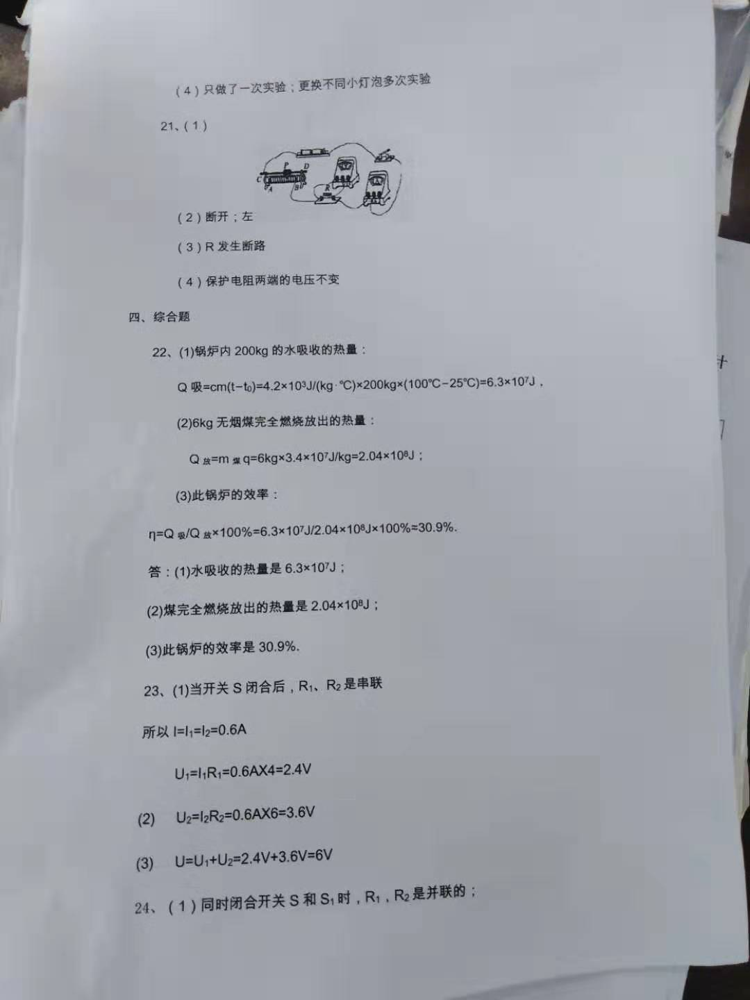 (4)只做了一次实验;更换不同小灯泡多次实验
21、(1)
P
D
C
A
B
R
V
A
(2)断开;左
(3)R 发生断路
(4)保护电阻两端的电压不变
四、综合题
22、(1)锅炉内 200kg 的水吸收的热量:
Q 吸=cm(t−t₀)=4.2×10³J/(kg·℃)×200kg×(100℃−25℃)=6.3×10⁷J,
(2)6kg 无烟煤完全燃烧放出的热量:
Q 放=m 煤 q=6kg×3.4×10⁷J/kg=2.04×10⁸J;
(3)此锅炉的效率:
η=Q 吸/Q 放×100%=6.3×10⁷J/2.04×10⁸J×100%≈30.9%.
答:(1)水吸收的热量是 6.3×10⁷J;
(2)煤完全燃烧放出的热量是 2.04×10⁸J;
(3)此锅炉的效率是 30.9%.
23、(1)当开关 S 闭合后,R₁、R₂是串联
所以 I=I₁=I₂=0.6A
U₁=I₁R₁=0.6AX4=2.4V
(2) U₂=I₂R₂=0.6AX6=3.6V
(3) U=U₁+U₂=2.4V+3.6V=6V
24、(1)同时闭合开关 S 和 S₁时,R₁,R₂是并联的;